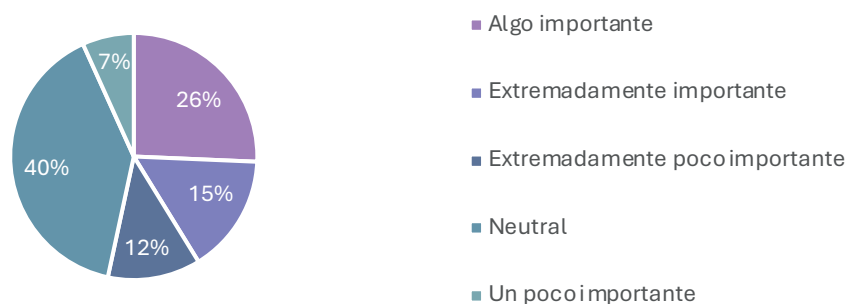 Algo importante
7%
26%
Extremadamente importante
Extremadamente poco importante
40%
15%
12%
Neutral
Un poco importante